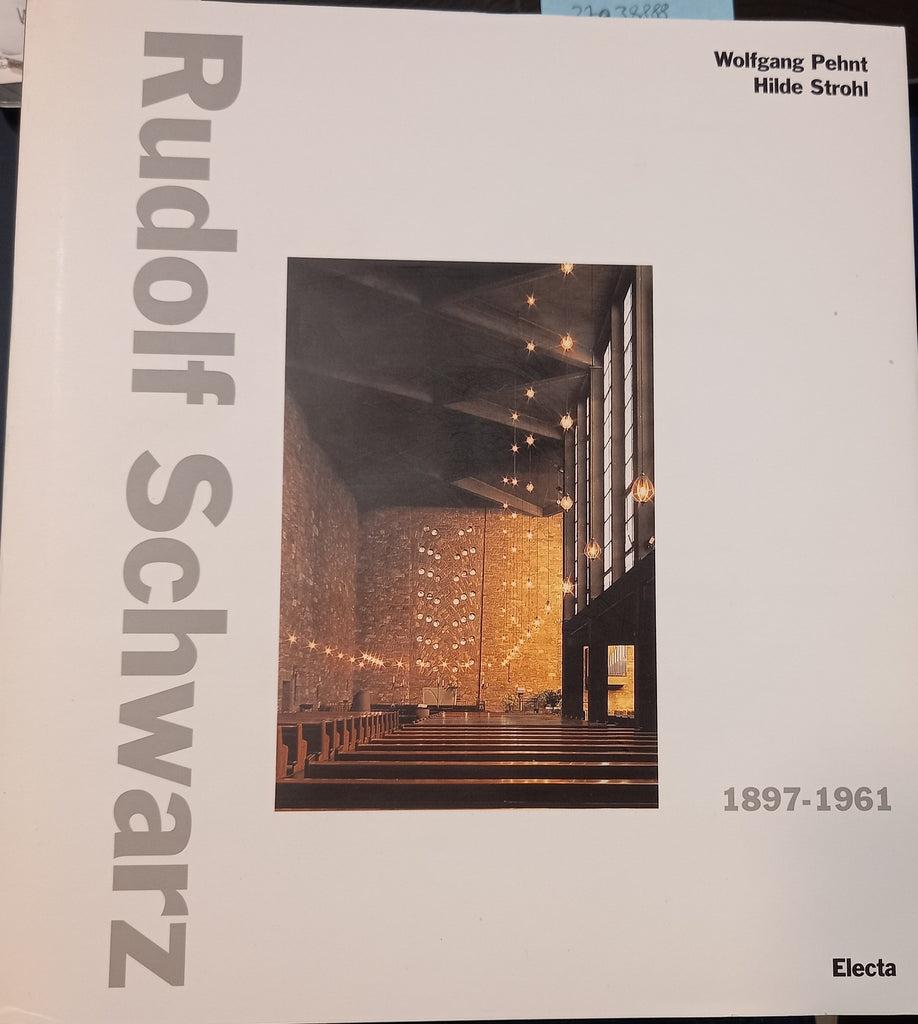 Wolfgang Pehnt
Hilde Strohl
Rudolf Schwarz
1897-1961
Electa